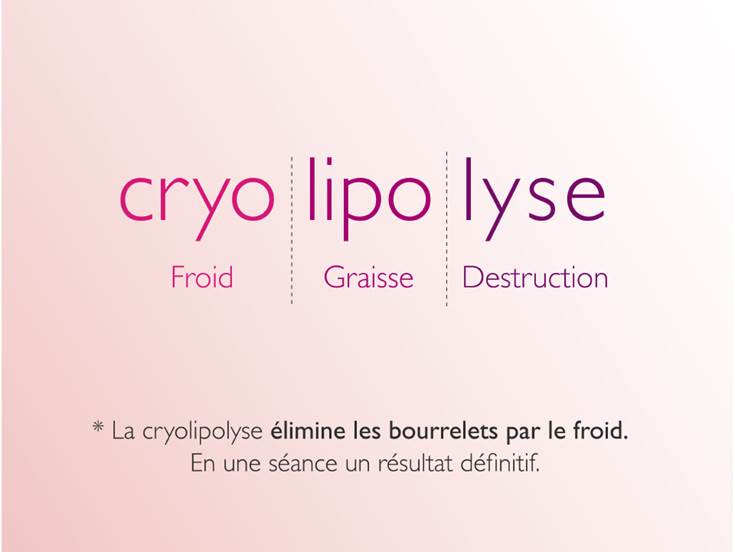 cryo lipo lyse
Froid Graisse Destruction
* La cryolipolyse élimine les bourrelets par le froid.
En une séance un résultat définitif.